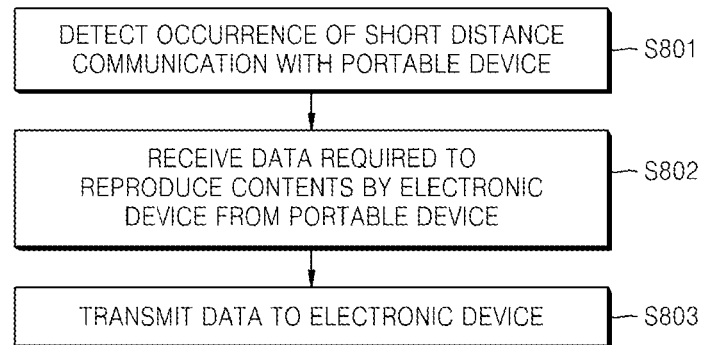 DETECT OCCURRENCE OF SHORT DISTANCE
COMMUNICATION WITH PORTABLE DEVICE
S801
RECEIVE DATA REQUIRED TO
REPRODUCE CONTENTS BY ELECTRONIC
DEVICE FROM PORTABLE DEVICE
S802
TRANSMIT DATA TO ELECTRONIC DEVICE
S803